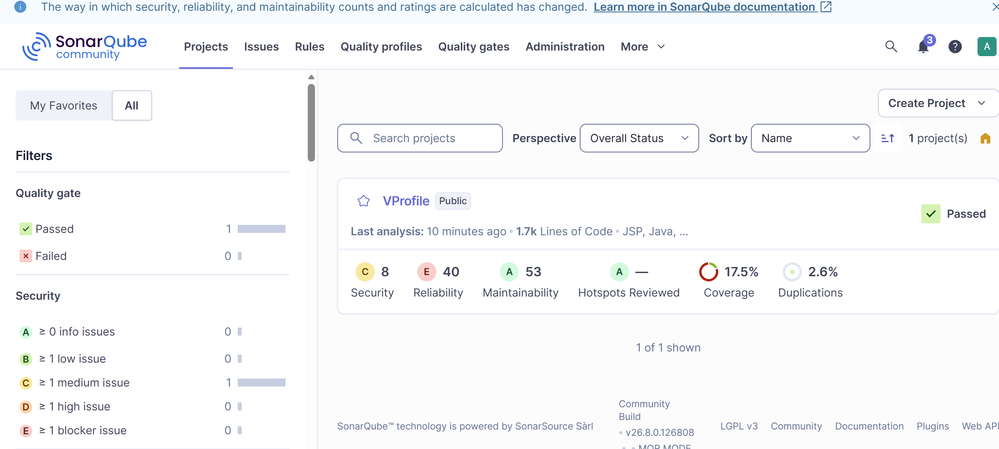 The way in which security, reliability, and maintainability counts and ratings are calculated has changed. Learn more in SonarQube documentation
SonarQube community
Projects Issues Rules Quality profiles Quality gates Administration More 3 ? A
My Favorites All
Create Project
Search projects Perspective Overall Status Sort by Name 1 project(s)
Filters
Quality gate
Passed 1
Failed 0
Security
A ≥ 0 info issues 0
B ≥ 1 low issue 0
C ≥ 1 medium issue 1
D ≥ 1 high issue 0
E ≥ 1 blocker issue 0
VProfile Public
Passed
Last analysis: 10 minutes ago • 1.7k Lines of Code • JSP, Java, ...
C 8 E 40 A 53 A — 17.5% 2.6%
Security Reliability Maintainability Hotspots Reviewed Coverage Duplications
1 of 1 shown
SonarQube™ technology is powered by SonarSource Sàrl
Community
Build
• v26.8.0.126808
• • MQR MODE
LGPL v3 Community Documentation Plugins Web API